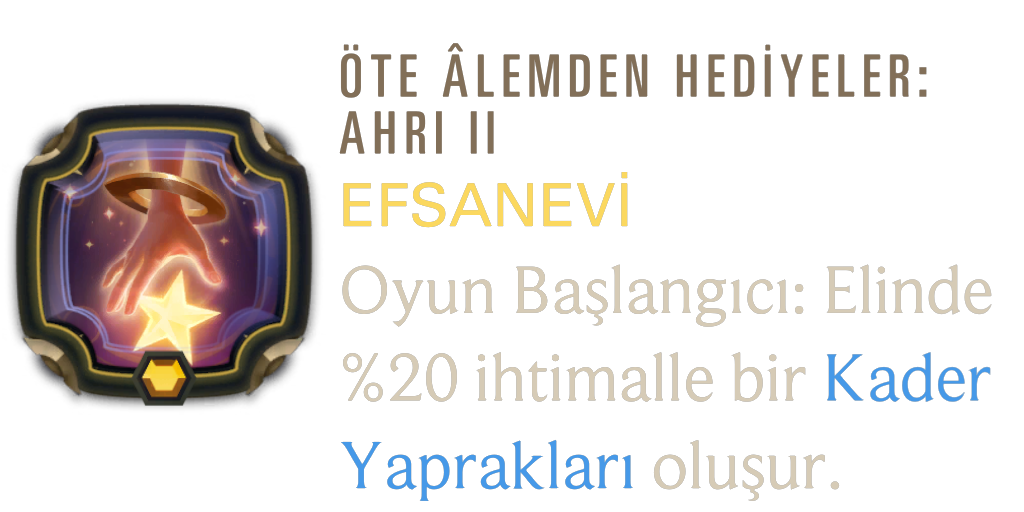 ÖTE ÂLEMDEN HEDİYELER:
AHRI II
EFSANEVİ
Oyun Başlangıcı: Elinde
%20 ihtimalle bir Kader
Yaprakları oluşur.